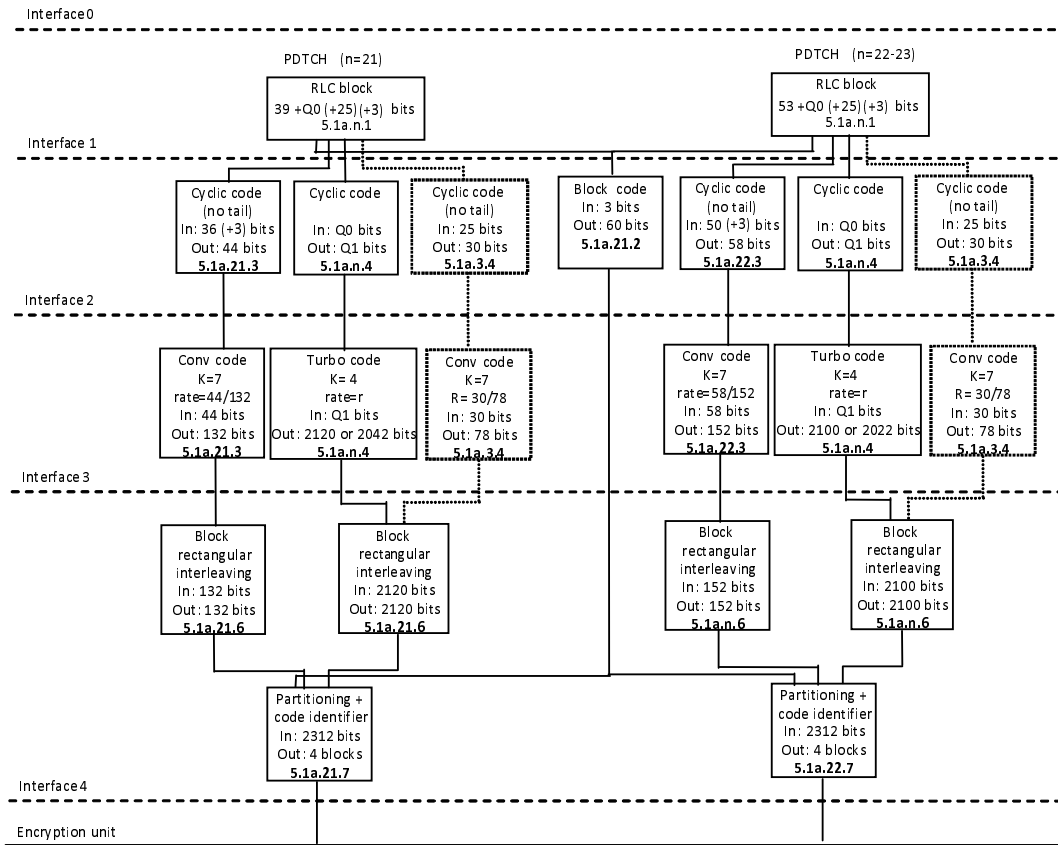 Interface 0
PDTCH (n=21)
PDTCH (n=22-23)
RLC block
39 +Q0 (+25)(+3) bits
5.1a.n.1
RLC block
53 +Q0 (+25)(+3) bits
5.1a.n.1
Interface 1
Cyclic code
(no tail)
In: 36 (+3) bits
Out: 44 bits
5.1a.21.3
Cyclic code
In: Q0 bits
Out: Q1 bits
5.1a.n.4
Cyclic code
(no tail)
In: 25 bits
Out: 30 bits
5.1a.3.4
Block code
In: 3 bits
Out: 60 bits
5.1a.21.2
Cyclic code
(no tail)
In: 50 (+3) bits
Out: 58 bits
5.1a.22.3
Cyclic code
In: Q0 bits
Out: Q1 bits
5.1a.n.4
Cyclic code
(no tail)
In: 25 bits
Out: 30 bits
5.1a.3.4
Interface 2
Conv code
K=7
rate=44/132
In: 44 bits
Out: 132 bits
5.1a.21.3
Turbo code
K= 4
rate=r
In: Q1 bits
Out: 2120 or 2042 bits
5.1a.n.4
Conv code
K=7
R= 30/78
In: 30 bits
Out: 78 bits
5.1a.3.4
Conv code
K=7
rate=58/152
In: 58 bits
Out: 152 bits
5.1a.22.3
Turbo code
K=4
rate=r
In: Q1 bits
Out: 2100 or 2022 bits
5.1a.n.4
Conv code
K=7
R= 30/78
In: 30 bits
Out: 78 bits
5.1a.3.4
Interface 3
Block
rectangular
interleaving
In: 132 bits
Out: 132 bits
5.1a.21.6
Block
rectangular
interleaving
In: 2120 bits
Out: 2120 bits
5.1a.21.6
Block
rectangular
interleaving
In: 152 bits
Out: 152 bits
5.1a.n.6
Block
rectangular
interleaving
In: 2100 bits
Out: 2100 bits
5.1a.n.6
Partitioning +
code identifier
In: 2312 bits
Out: 4 blocks
5.1a.21.7
Partitioning +
code identifier
In: 2312 bits
Out: 4 blocks
5.1a.22.7
Interface 4
Encryption unit